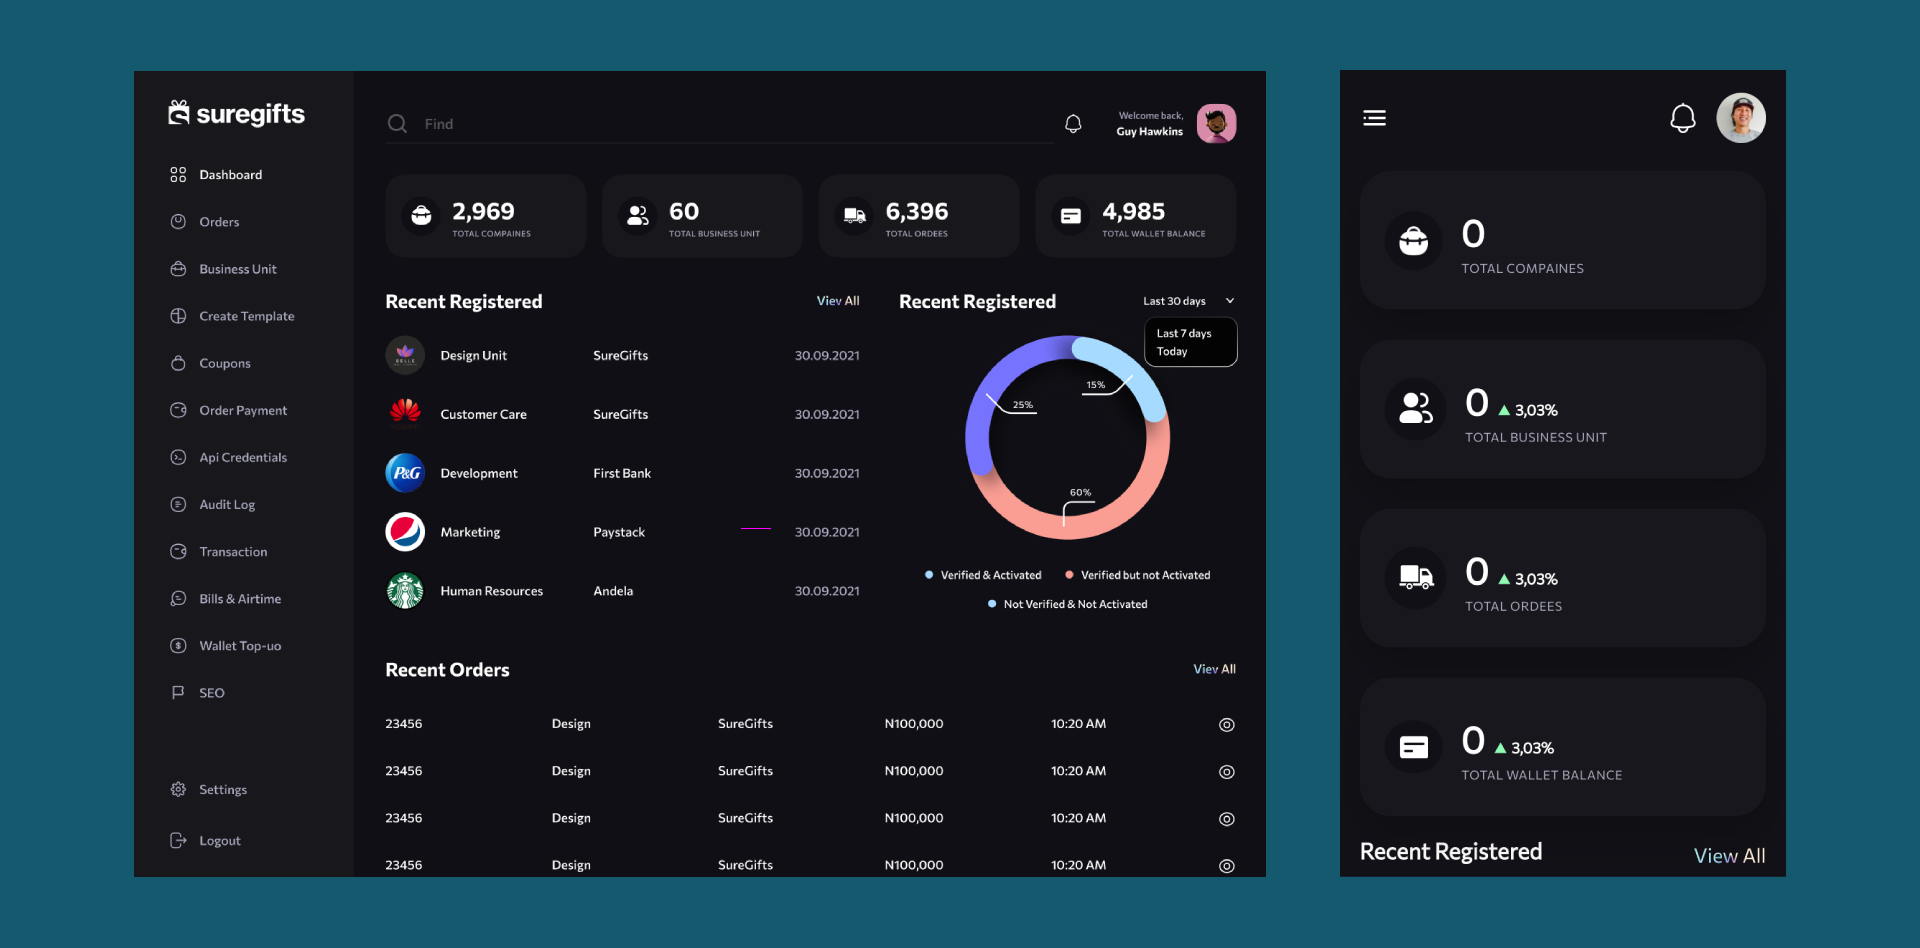 suregifts
Dashboard
Orders
Business Unit
Create Template
Coupons
Order Payment
Api Credentials
Audit Log
Transaction
Bills & Airtime
Wallet Top-uo
SEO
Settings
Logout
Find
Welcome back,
Guy Hawkins
2,969
TOTAL COMPAINES
60
TOTAL BUSINESS UNIT
6,396
TOTAL ORDEES
4,985
TOTAL WALLET BALANCE
Recent Registered View All
BELLE
Design Unit SureGifts 30.09.2021
Customer Care SureGifts 30.09.2021
P&G Development First Bank 30.09.2021
Marketing Paystack 30.09.2021
Human Resources Andela 30.09.2021
Recent Registered Last 30 days
Last 7 days
Today
15%
25%
60%
Verified & Activated Verified but not Activated
Not Verified & Not Activated
Recent Orders View All
23456 Design SureGifts N100,000 10:20 AM
23456 Design SureGifts N100,000 10:20 AM
23456 Design SureGifts N100,000 10:20 AM
23456 Design SureGifts N100,000 10:20 AM
0
TOTAL COMPAINES
0 3,03%
TOTAL BUSINESS UNIT
0 3,03%
TOTAL ORDEES
0 3,03%
TOTAL WALLET BALANCE
Recent Registered View All